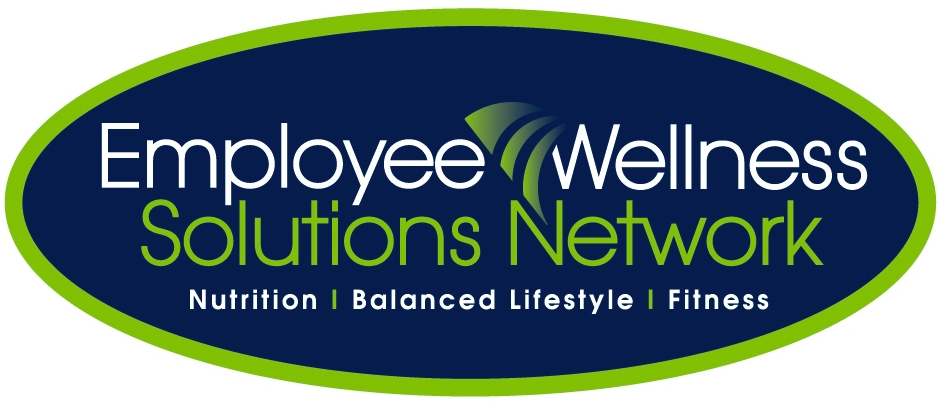 Employee Wellness
Solutions Network
Nutrition | Balanced Lifestyle | Fitness